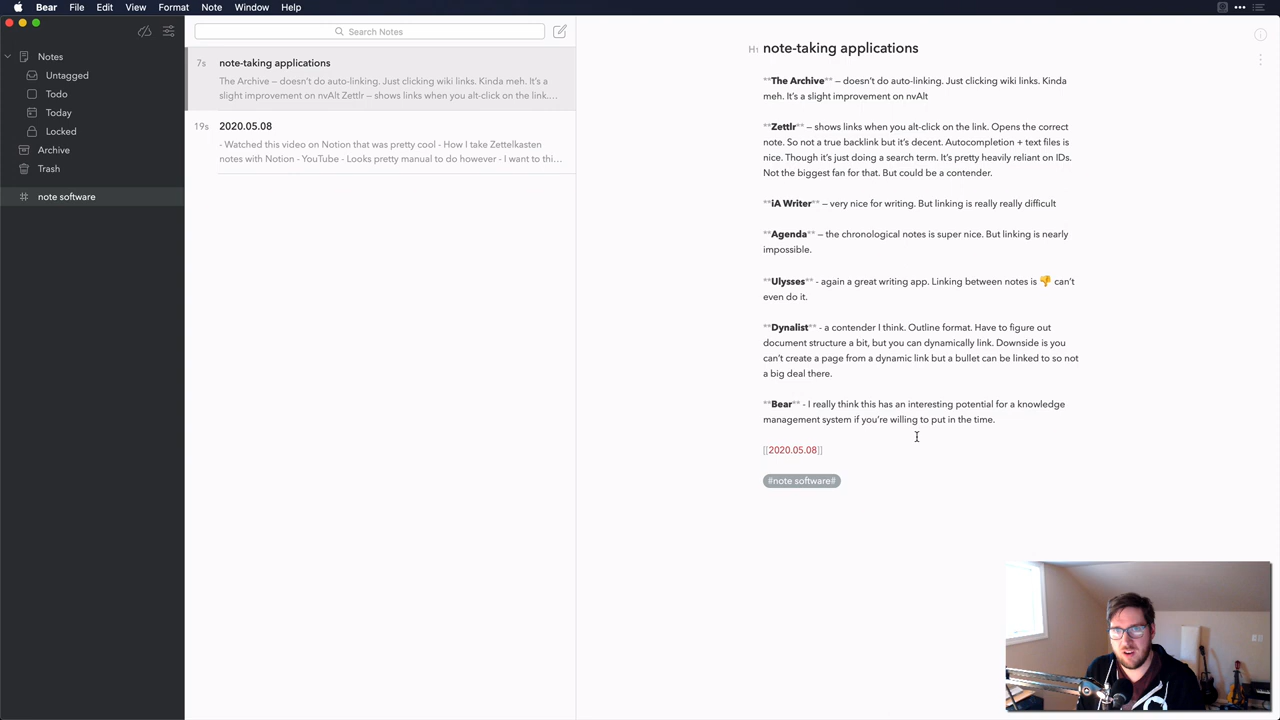 Bear File Edit View Format Note Window Help
Search Notes
Notes
Untagged
Todo
Today
Locked
Archive
Trash
# note software
7s note-taking applications
The Archive — doesn't do auto-linking. Just clicking wiki links. Kinda meh. It's a
slight improvement on nvAlt Zettlr — shows links when you alt-click on the link....
19s 2020.05.08
- Watched this video on Notion that was pretty cool - How I take Zettelkasten
notes with Notion - YouTube - Looks pretty manual to do however - I want to thi...
H1 note-taking applications
**The Archive** — doesn't do auto-linking. Just clicking wiki links. Kinda
meh. It's a slight improvement on nvAlt
**Zettlr** — shows links when you alt-click on the link. Opens the correct
note. So not a true backlink but it's decent. Autocompletion + text files is
nice. Though it's just doing a search term. It's pretty heavily reliant on IDs.
Not the biggest fan for that. But could be a contender.
**iA Writer** — very nice for writing. But linking is really really difficult
**Agenda** — the chronological notes is super nice. But linking is nearly
impossible.
**Ulysses** - again a great writing app. Linking between notes is 👎 can't
even do it.
**Dynalist** - a contender I think. Outline format. Have to figure out
document structure a bit, but you can dynamically link. Downside is you
can't create a page from a dynamic link but a bullet can be linked to so not
a big deal there.
**Bear** - I really think this has an interesting potential for a knowledge
management system if you're willing to put in the time.
[[2020.05.08]]
#note software#